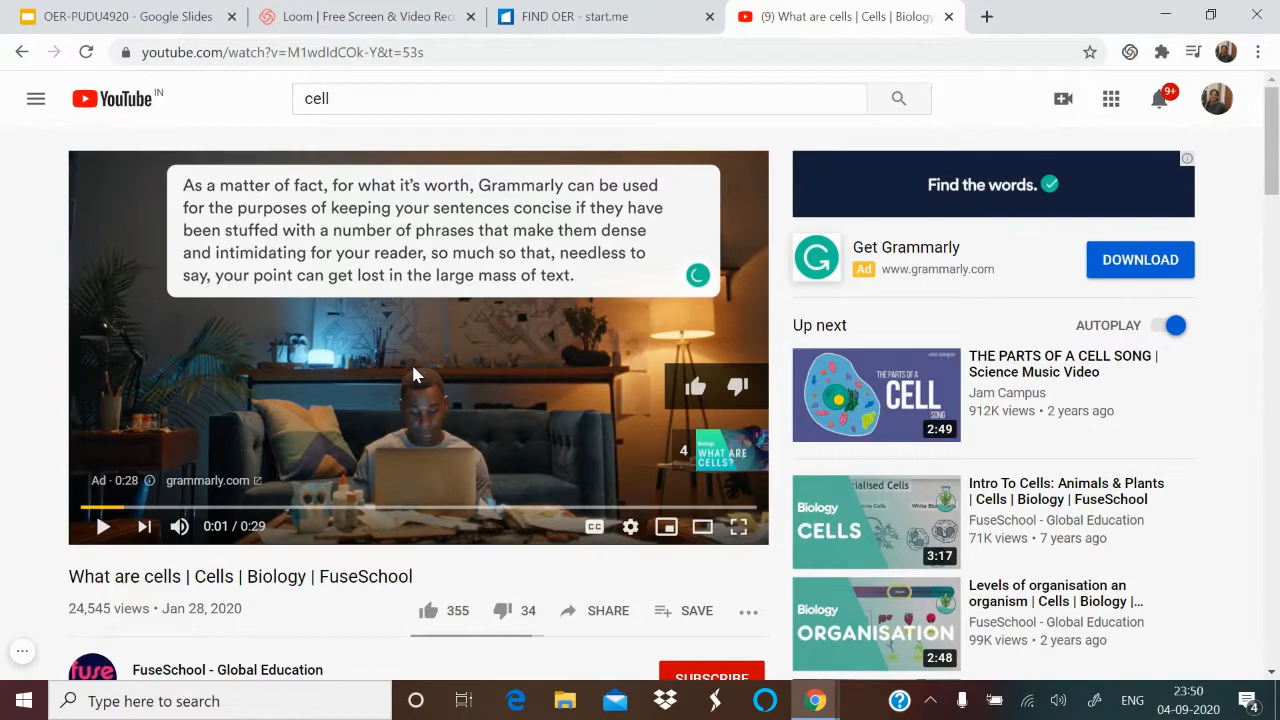 OER-PUDU4920 - Google Slides
Loom | Free Screen & Video Rec
FIND OER - start.me
(9) What are cells | Cells | Biology
youtube.com/watch?v=M1wdIdCOk-Y&t=53s
YouTube IN
cell
9+
As a matter of fact, for what it's worth, Grammarly can be used
for the purposes of keeping your sentences concise if they have
been stuffed with a number of phrases that make them dense
and intimidating for your reader, so much so that, needless to
say, your point can get lost in the large mass of text.
4
Biology
WHAT ARE
CELLS?
Ad · 0:28
grammarly.com
0:01 / 0:29
CC
What are cells | Cells | Biology | FuseSchool
24,545 views • Jan 28, 2020
355
34
SHARE
SAVE
fuse
FuseSchool - Global Education
SUBSCRIBE
Find the words.
Get Grammarly
Ad www.grammarly.com
DOWNLOAD
Up next
AUTOPLAY
THE PARTS OF A
CELL
SONG
2:49
THE PARTS OF A CELL SONG |
Science Music Video
Jam Campus
912K views • 2 years ago
Biology
CELLS
3:17
Intro To Cells: Animals & Plants
| Cells | Biology | FuseSchool
FuseSchool - Global Education
71K views • 7 years ago
Biology
ORGANISATION
2:48
Levels of organisation an
organism | Cells | Biology |...
FuseSchool - Global Education
99K views • 2 years ago
Type here to search
ENG
23:50
04-09-2020
4